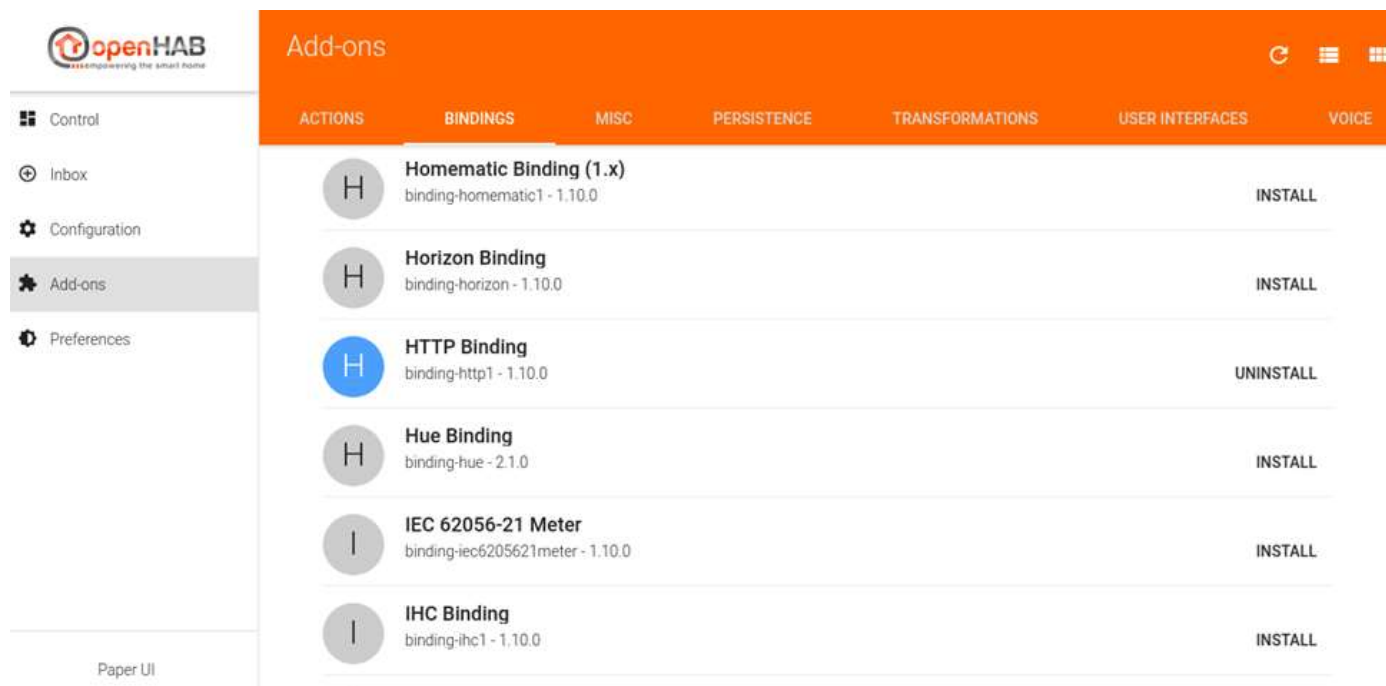 openHAB
empowering the smart home
Control
Inbox
Configuration
Add-ons
Preferences
Paper UI
Add-ons
ACTIONS BINDINGS MISC PERSISTENCE TRANSFORMATIONS USER INTERFACES VOICE
H
Homematic Binding (1.x)
binding-homematic1 - 1.10.0
INSTALL
H
Horizon Binding
binding-horizon - 1.10.0
INSTALL
H
HTTP Binding
binding-http1 - 1.10.0
UNINSTALL
H
Hue Binding
binding-hue - 2.1.0
INSTALL
I
IEC 62056-21 Meter
binding-iec6205621meter - 1.10.0
INSTALL
I
IHC Binding
binding-ihc1 - 1.10.0
INSTALL